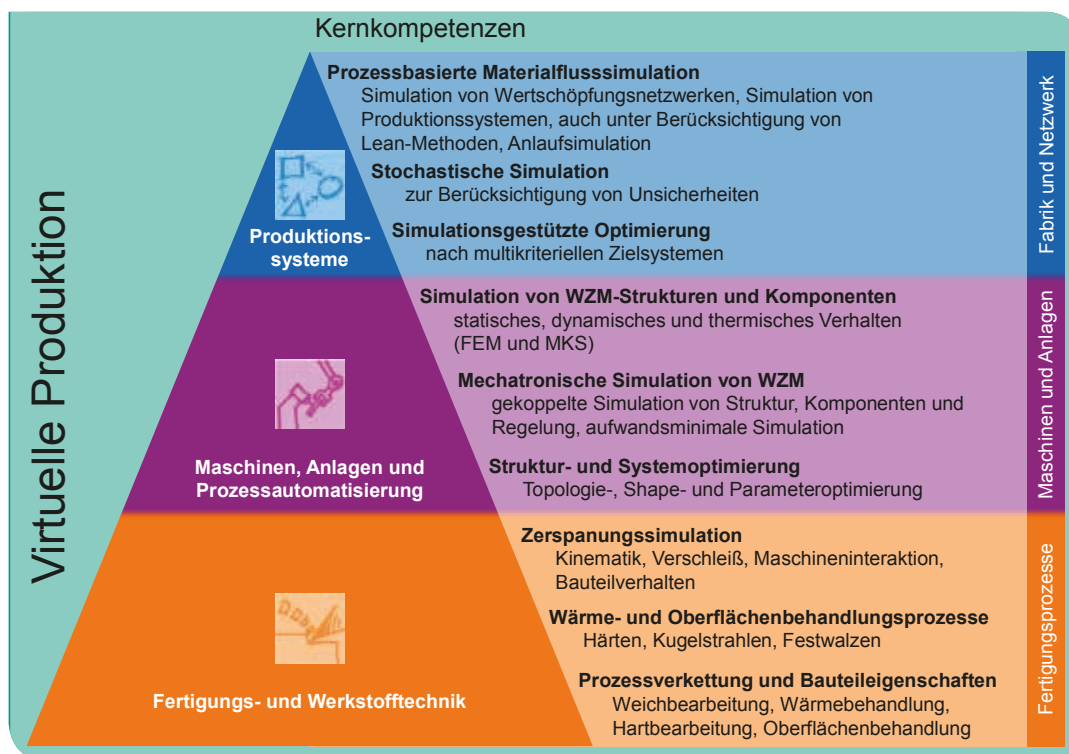 Kernkompetenzen
Virtuelle Produktion
Prozessbasierte Materialflusssimulation
Simulation von Wertschöpfungsnetzwerken, Simulation von
Produktionssystemen, auch unter Berücksichtigung von
Lean-Methoden, Anlaufsimulation
Stochastische Simulation
zur Berücksichtigung von Unsicherheiten
Simulationsgestützte Optimierung
nach multikriteriellen Zielsystemen
Produktions-
systeme
Fabrik und Netzwerk
Simulation von WZM-Strukturen und Komponenten
statisches, dynamisches und thermisches Verhalten
(FEM und MKS)
Mechatronische Simulation von WZM
gekoppelte Simulation von Struktur, Komponenten und
Regelung, aufwandsminimale Simulation
Struktur- und Systemoptimierung
Topologie-, Shape- und Parameteroptimierung
Maschinen, Anlagen und
Prozessautomatisierung
Maschinen und Anlagen
Zerspanungssimulation
Kinematik, Verschleiß, Maschineninteraktion,
Bauteilverhalten
Wärme- und Oberflächenbehandlungsprozesse
Härten, Kugelstrahlen, Festwalzen
Prozessverkettung und Bauteileigenschaften
Weichbearbeitung, Wärmebehandlung,
Hartbearbeitung, Oberflächenbehandlung
Fertigungs- und Werkstofftechnik
Fertigungsprozesse